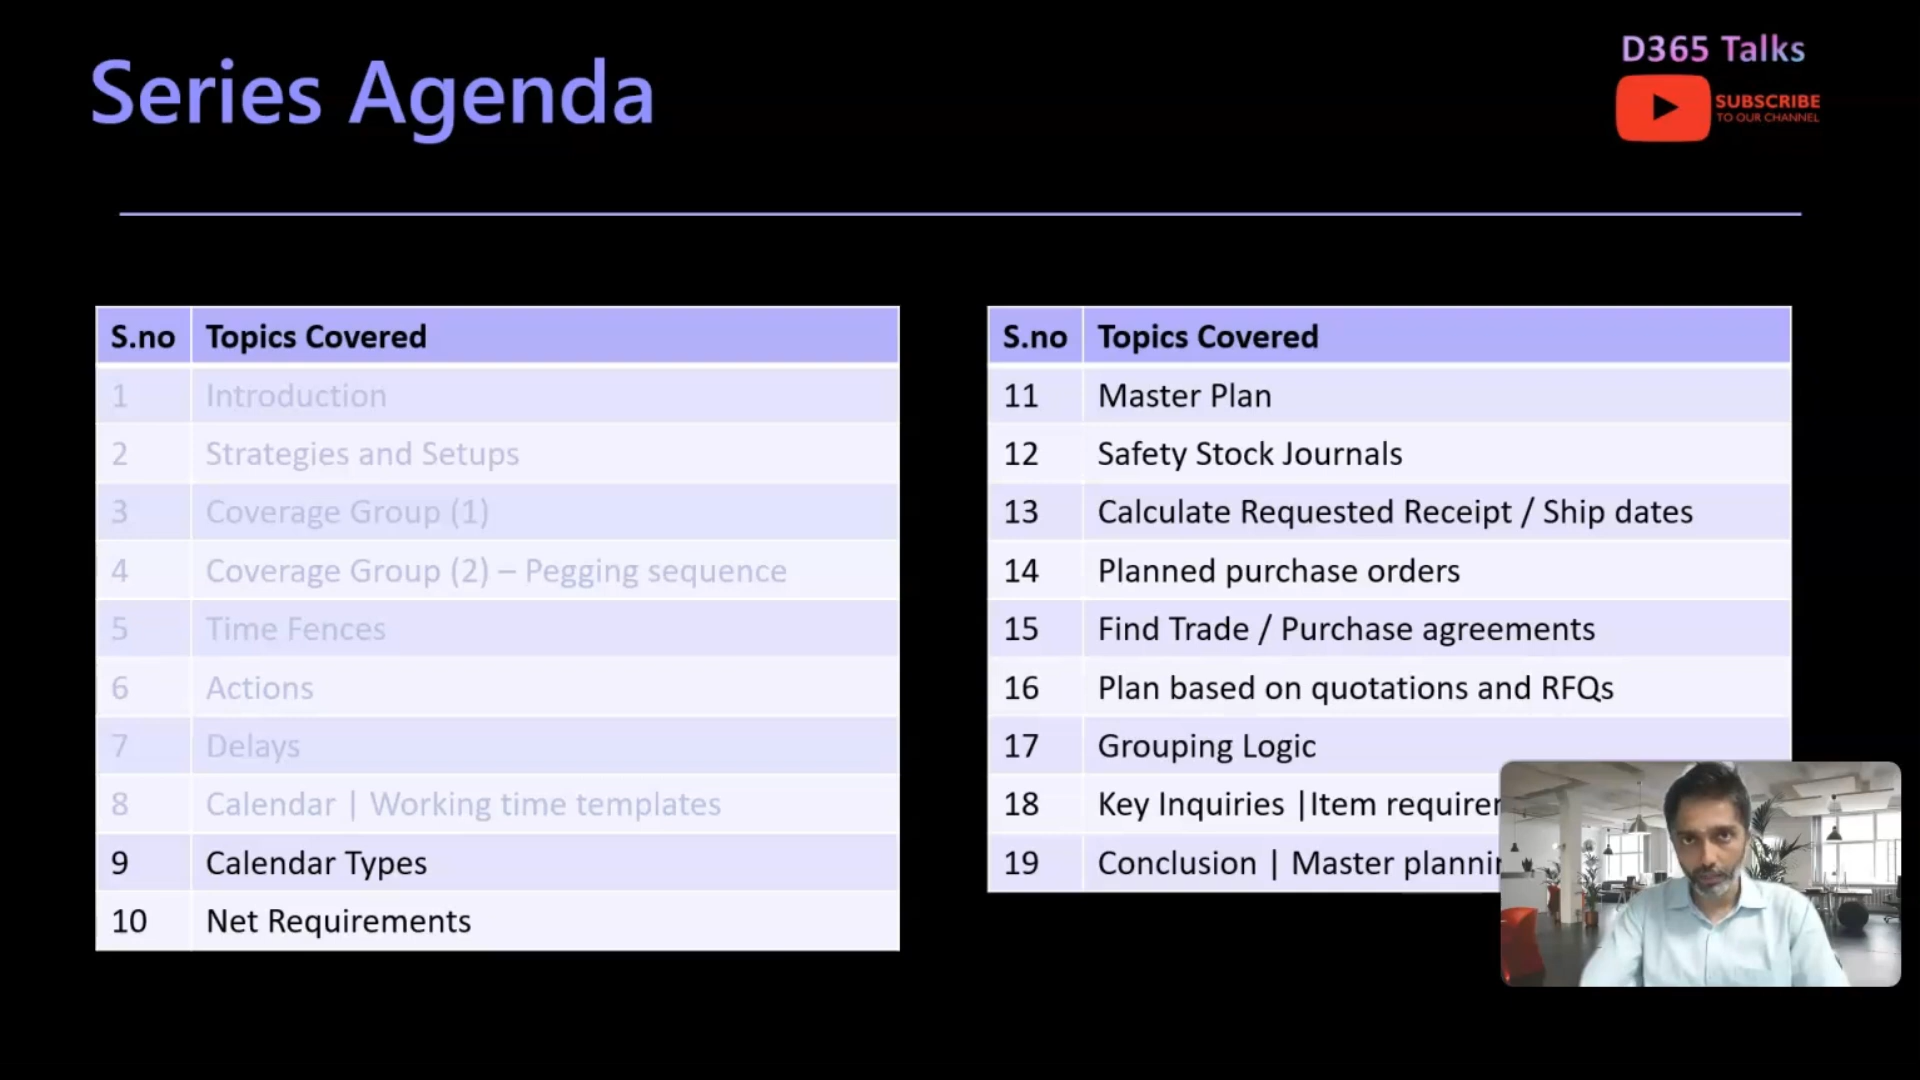 Series Agenda
D365 Talks
SUBSCRIBE
TO OUR CHANNEL
S.no Topics Covered
1 Introduction
2 Strategies and Setups
3 Coverage Group (1)
4 Coverage Group (2) – Pegging sequence
5 Time Fences
6 Actions
7 Delays
8 Calendar | Working time templates
9 Calendar Types
10 Net Requirements
S.no Topics Covered
11 Master Plan
12 Safety Stock Journals
13 Calculate Requested Receipt / Ship dates
14 Planned purchase orders
15 Find Trade / Purchase agreements
16 Plan based on quotations and RFQs
17 Grouping Logic
18 Key Inquiries |Item
19 Conclusion | Master